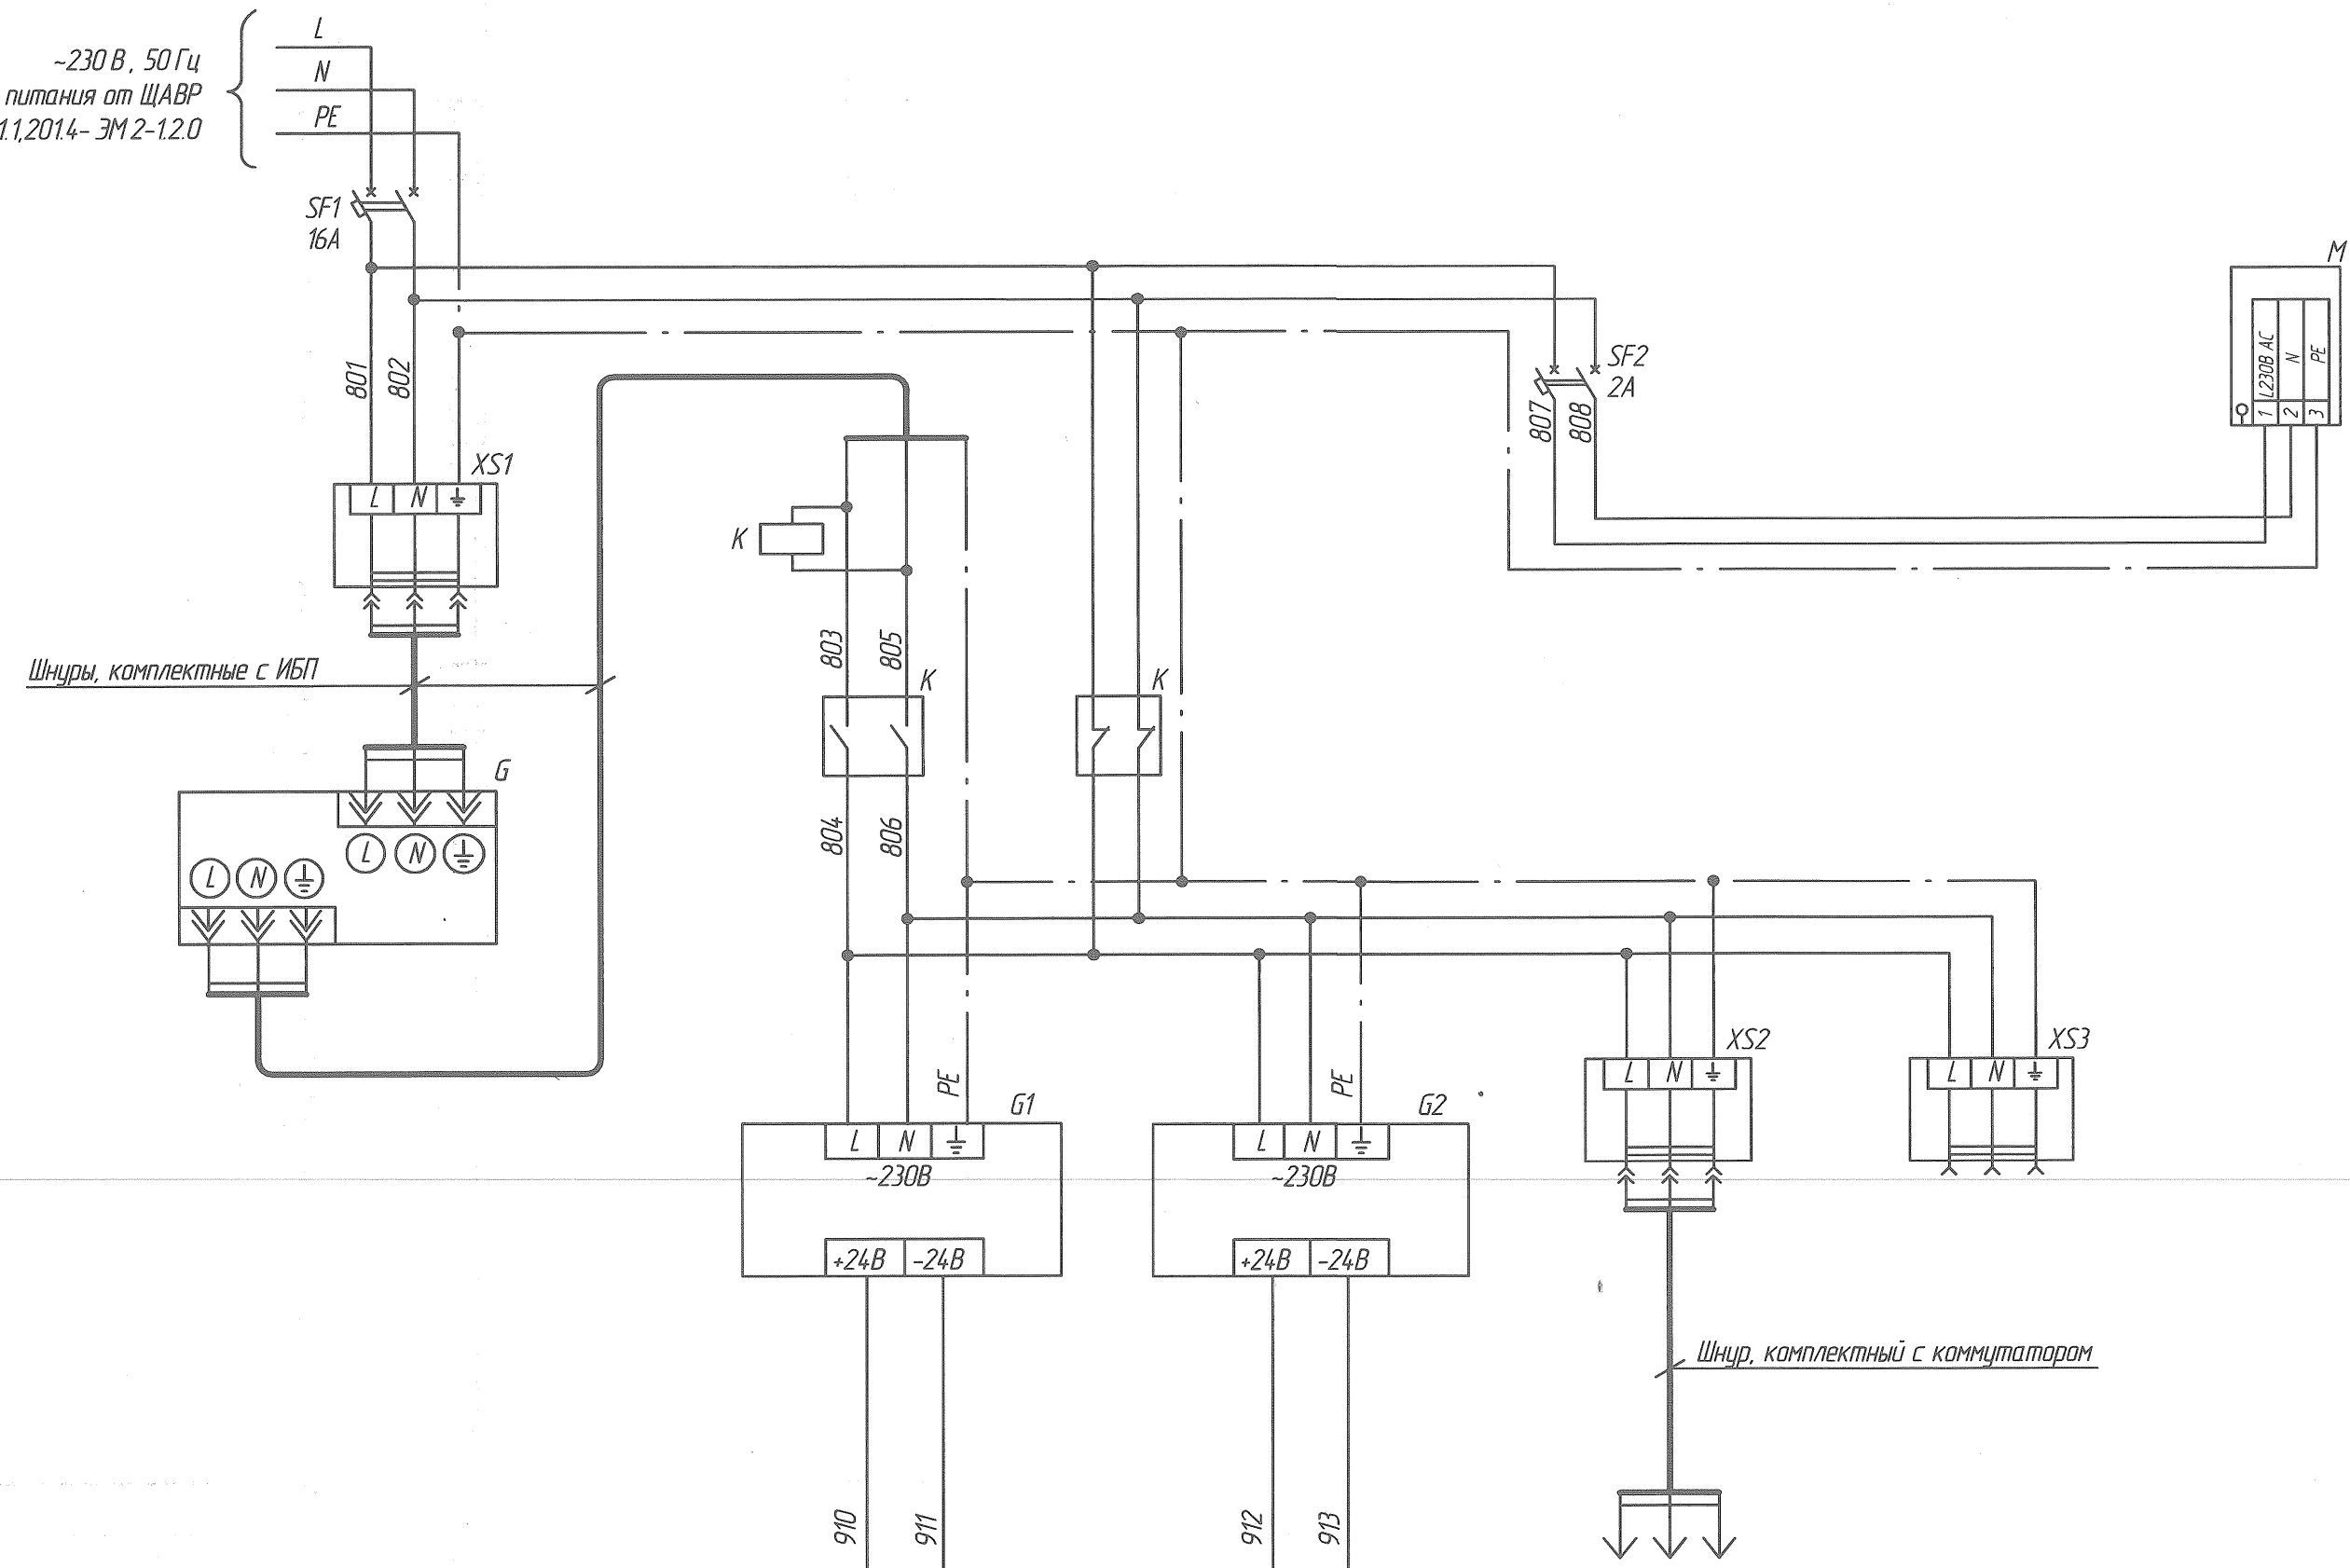 L
~230 В, 50 Гц
N
питания от ЩАВР
PE
1.1,201.4- ЭМ 2-1.2.0
SF1
16А
M
L230В AC
N
PE
1
2
3
SF2
2А
801
802
807
808
XS1
L
N
K
803
805
Шнуры, комплектные с ИБП
K
K
G
804
806
L
N
L
N
XS2
XS3
L
N
L
N
PE
PE
G1
G2
L
N
L
N
~230В
~230В
+24В
-24В
+24В
-24В
Шнур, комплектный с коммутатором
910
911
912
913